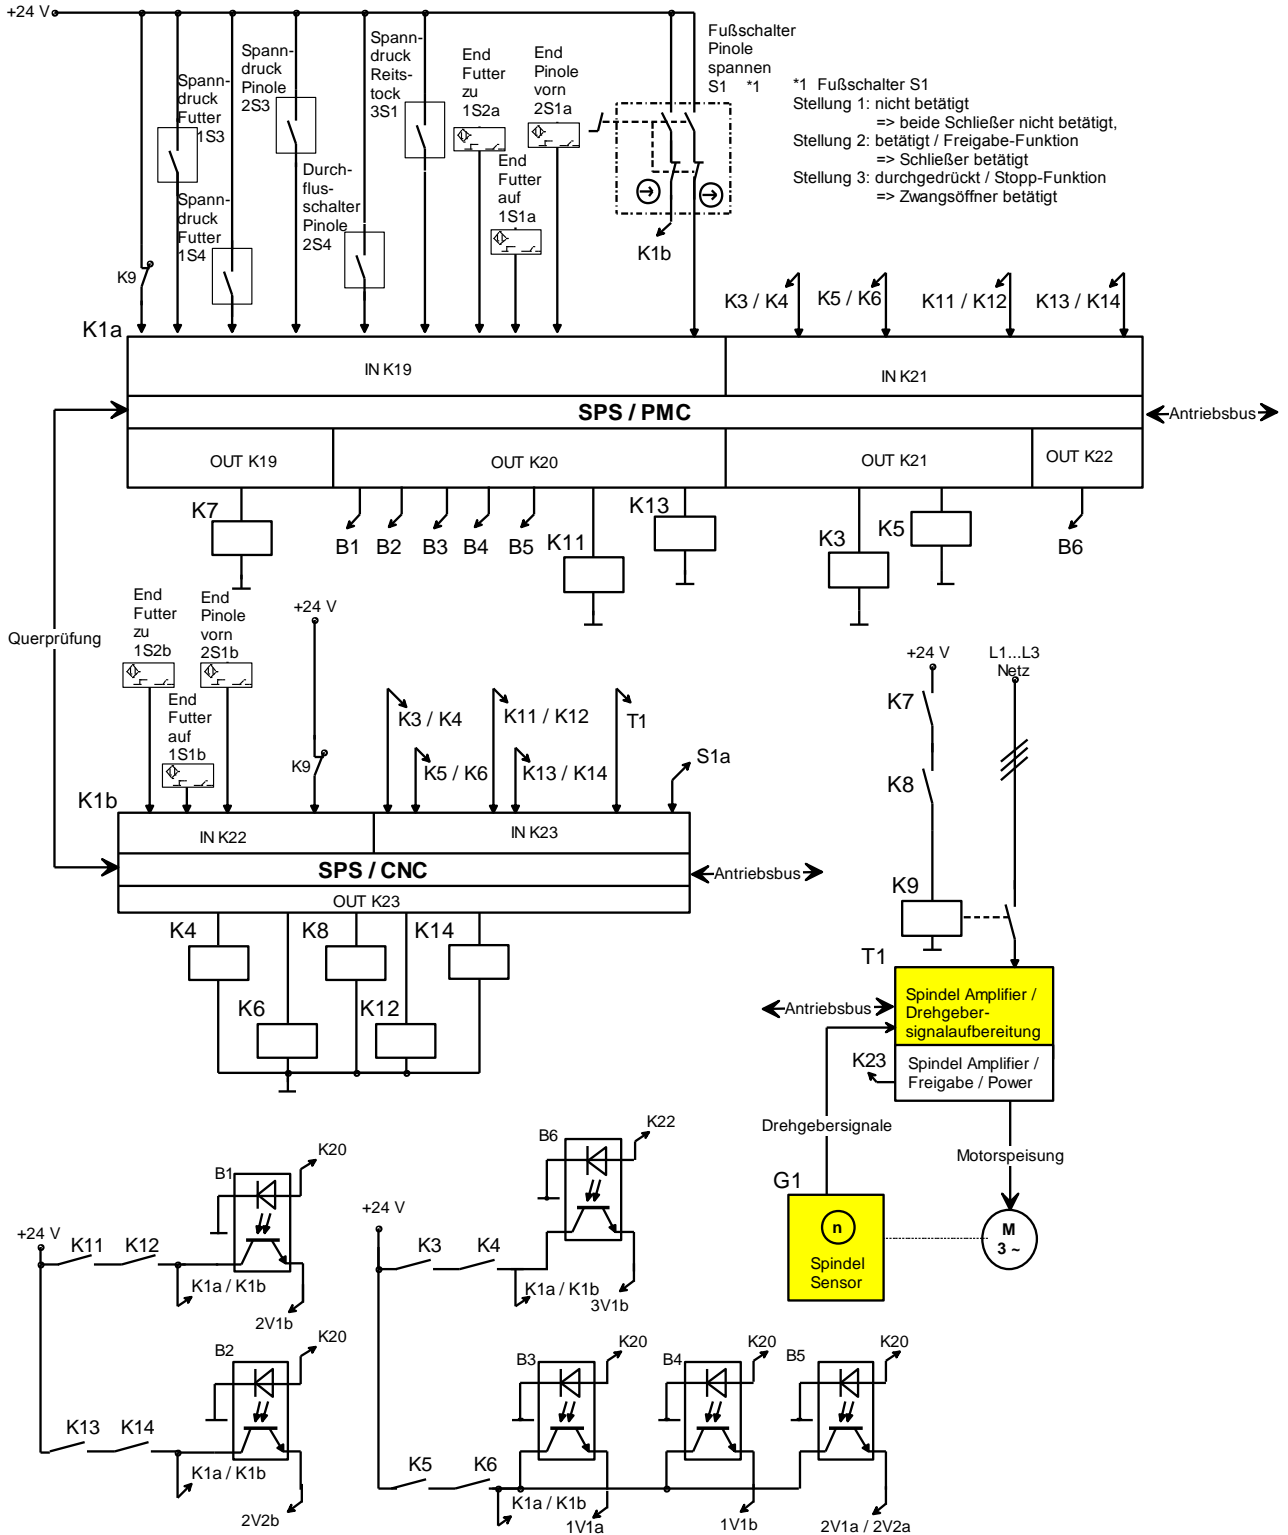 +24 V
Fußschalter
Pinole
spannen
S1 *1
*1 Fußschalter S1
Stellung 1: nicht betätigt
=> beide Schließer nicht betätigt,
Stellung 2: betätigt / Freigabe-Funktion
=> Schließer betätigt
Stellung 3: durchgedrückt / Stopp-Funktion
=> Zwangsöffner betätigt
Spann-
druck
Futter
1S3
Spann-
druck
Futter
1S4
Spann-
druck
Pinole
2S3
Durch-
flus-
schalter
Pinole
2S4
Spann-
druck
Reits-
tock
3S1
End
Futter
zu
1S2a
End
Futter
auf
1S1a
End
Pinole
vorn
2S1a
K9
K1b
K3 / K4
K5 / K6
K11 / K12
K13 / K14
K1a
IN K19
IN K21
SPS / PMC
Antriebsbus
OUT K19
OUT K20
OUT K21
OUT K22
K7
B1
B2
B3
B4
B5
K11
K13
K3
K5
B6
Querprüfung
End
Futter
zu
1S2b
End
Futter
auf
1S1b
End
Pinole
vorn
2S1b
+24 V
K9
K3 / K4
K5 / K6
K11 / K12
K13 / K14
T1
S1a
K1b
IN K22
IN K23
SPS / CNC
Antriebsbus
OUT K23
K4
K6
K8
K12
K14
+24 V
L1...L3
Netz
K7
K8
K9
T1
Antriebsbus
Spindel Amplifier /
Drehgeber-
signalaufbereitung
K23
Spindel Amplifier /
Freigabe / Power
Drehgebersignale
Motorspeisung
G1
n
Spindel
Sensor
M
3 ~
+24 V
K11
K12
B1
K20
K1a / K1b
2V1b
K13
K14
B2
K20
K1a / K1b
2V2b
+24 V
K3
K4
B6
K22
K1a / K1b
3V1b
K5
K6
B3
K20
K1a / K1b
1V1a
B4
K20
1V1b
B5
K20
2V1a / 2V2a